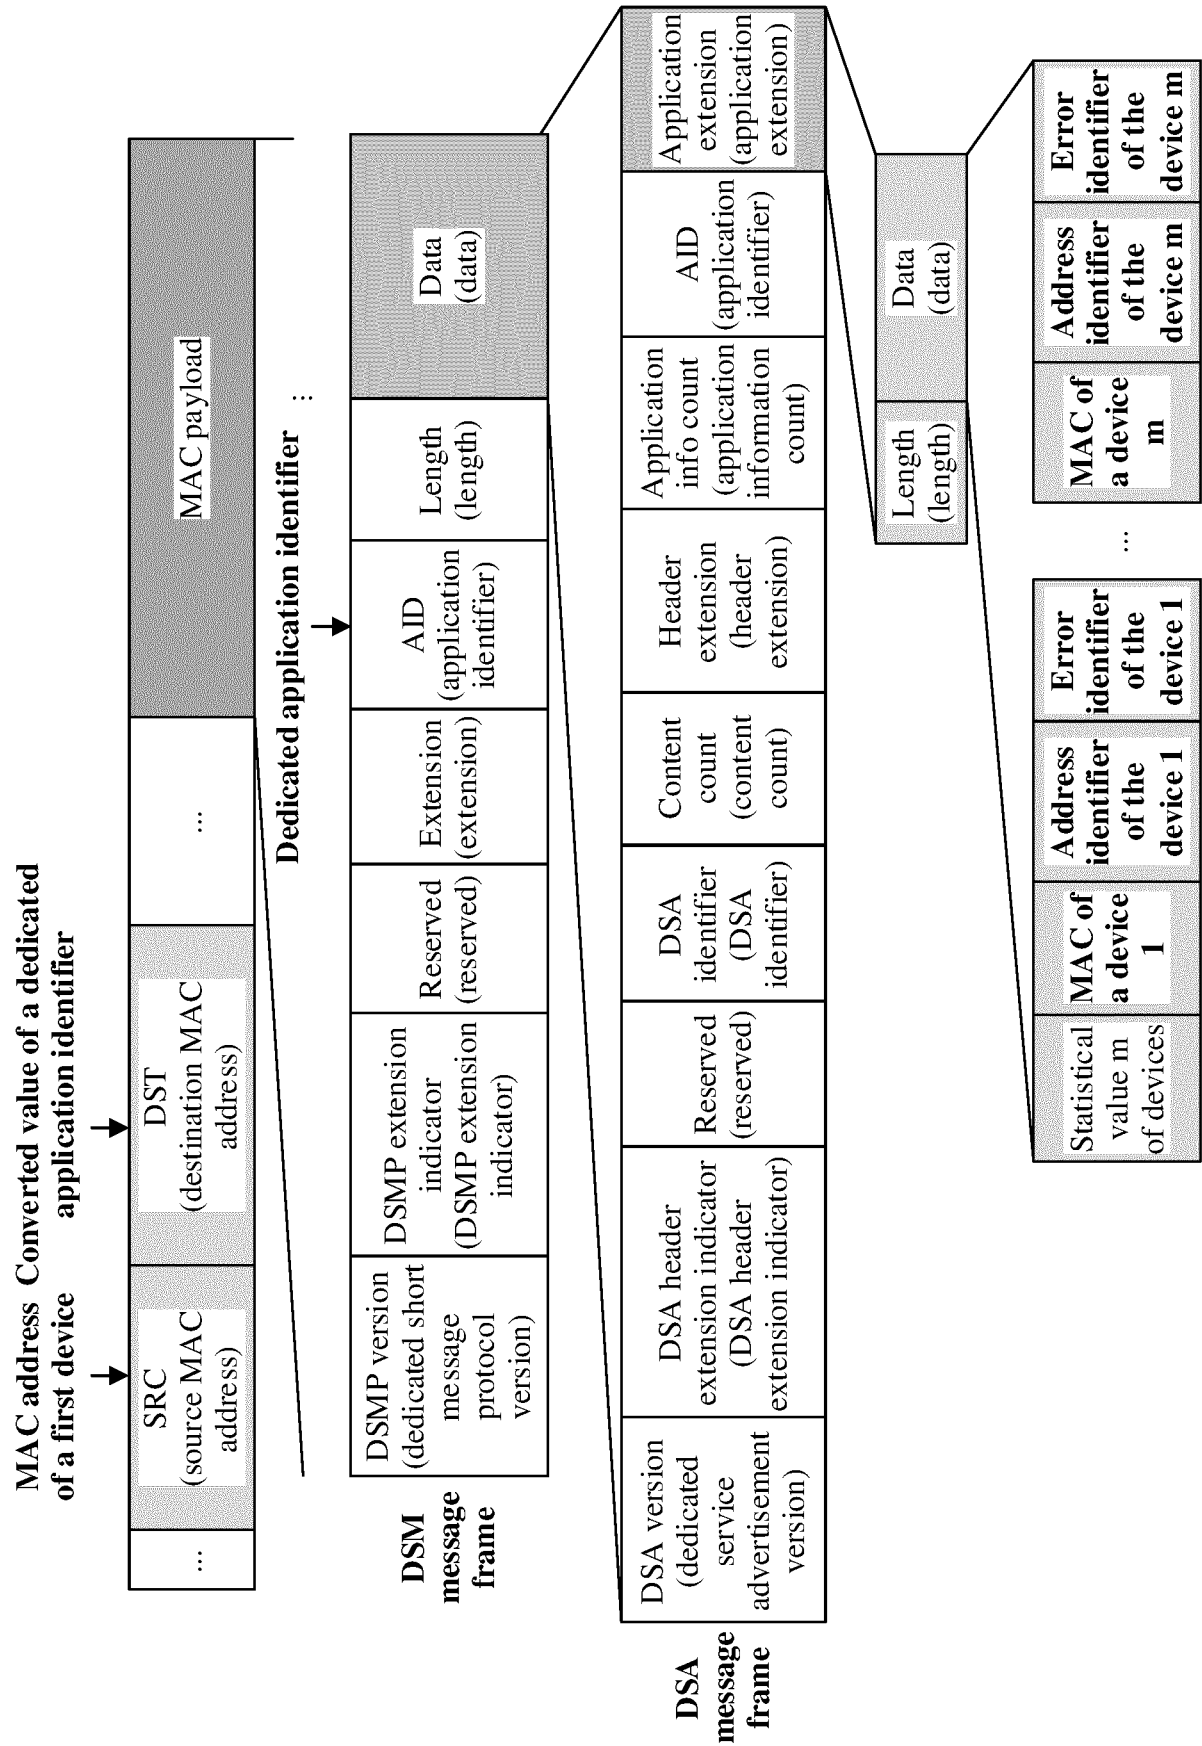 MAC address
of a first device
Converted value of a dedicated
application identifier
...
SRC
(source MAC
address)
DST
(destination MAC
address)
...
MAC payload
Dedicated application identifier
...
DSM
message
frame
DSMP version
(dedicated short
message
protocol
version)
DSMP extension
indicator
(DSMP extension
indicator)
Reserved
(reserved)
Extension
(extension)
AID
(application
identifier)
Length
(length)
Data
(data)
DSA
message
frame
DSA version
(dedicated
service
advertisement
version)
DSA header
extension indicator
(DSA header
extension indicator)
Reserved
(reserved)
DSA
identifier
(DSA
identifier)
Content
count
(content
count)
Header
extension
(header
extension)
Application
info count
(application
information
count)
AID
(application
identifier)
Application
extension
(application
extension)
Length
(length)
Data
(data)
Statistical
value m
of devices
MAC of
a device
1
Address
identifier
of the
device 1
Error
identifier
of the
device 1
...
MAC of
a device
m
Address
identifier
of the
device m
Error
identifier
of the
device m